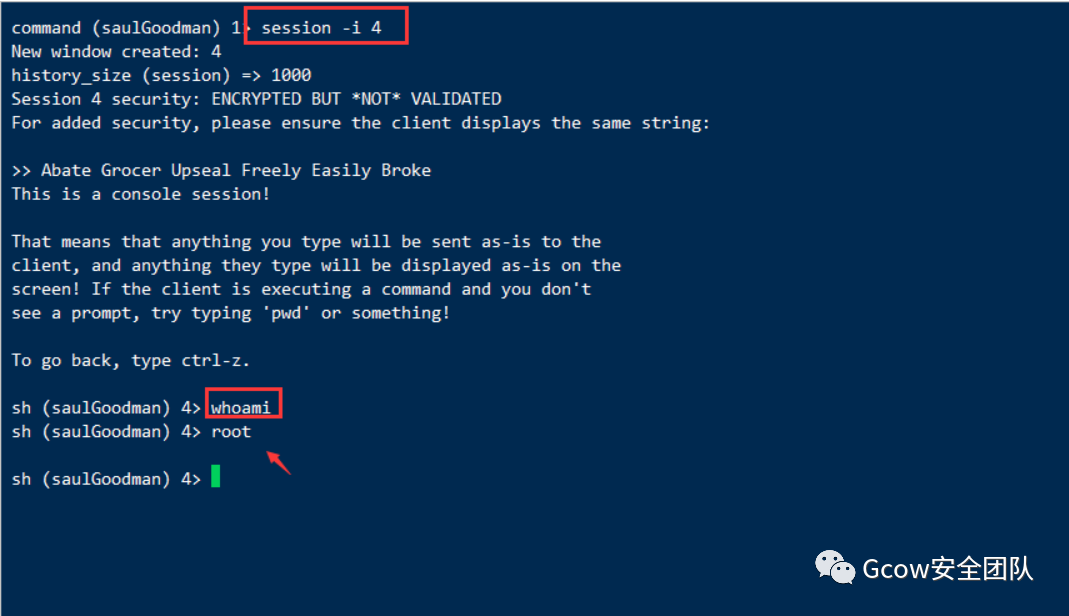 command (saulGoodman) 1> session -i 4
New window created: 4
history_size (session) => 1000
Session 4 security: ENCRYPTED BUT *NOT* VALIDATED
For added security, please ensure the client displays the same string:
>> Abate Grocer Upseal Freely Easily Broke
This is a console session!
That means that anything you type will be sent as-is to the
client, and anything they type will be displayed as-is on the
screen! If the client is executing a command and you don't
see a prompt, try typing 'pwd' or something!
To go back, type ctrl-z.
sh (saulGoodman) 4> whoami
sh (saulGoodman) 4> root
sh (saulGoodman) 4>
Gcow安全团队